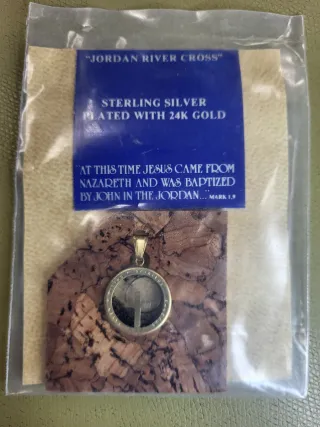 "JORDAN RIVER CROSS"
STERLING SILVER
PLATED WITH 24K GOLD
AT THIS TIME JESUS CAME FROM
NAZARETH AND WAS BAPTIZED
BY JOHN IN THE JORDAN... MARK 1,9